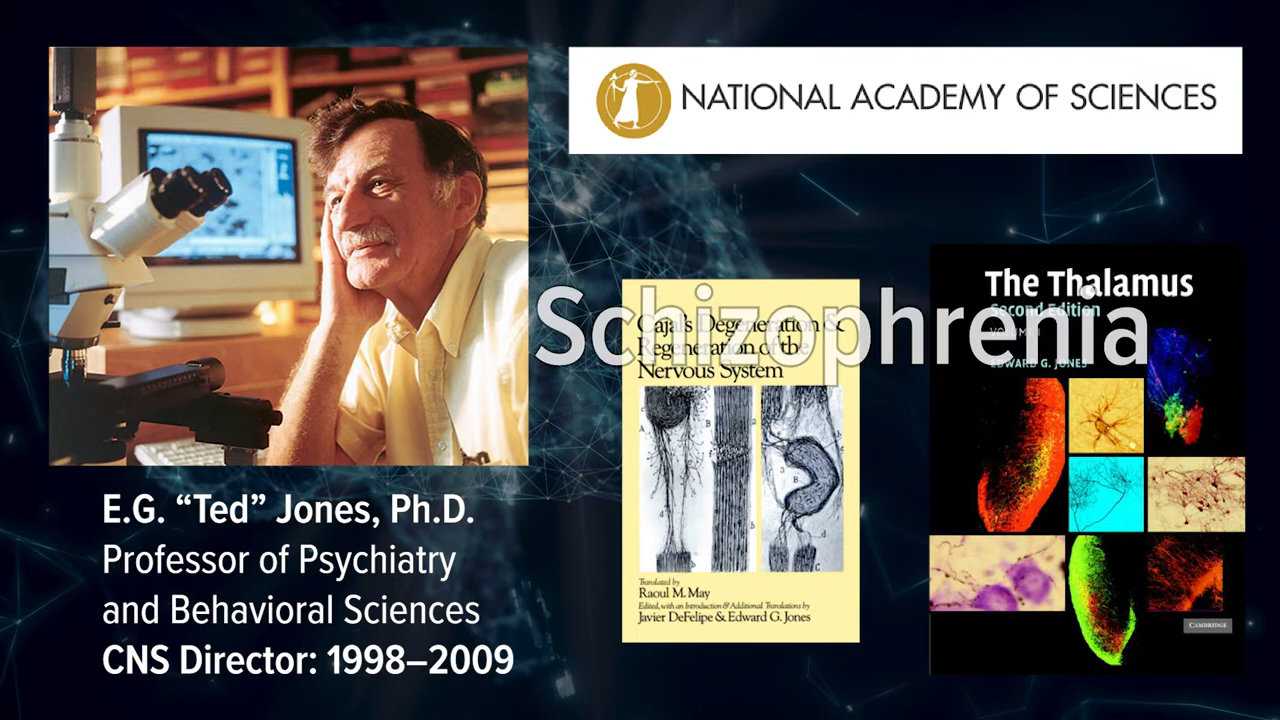 NATIONAL ACADEMY OF SCIENCES
Schizophrenia
Cajal's Degeneration &
Regeneration of the
Nervous System
Translated by
Raoul M. May
Edited, with an Introduction & Additional Translations by
Javier DeFelipe & Edward G. Jones
The Thalamus
Second Edition
EDWARD G. JONES
CAMBRIDGE
E.G. “Ted” Jones, Ph.D.
Professor of Psychiatry
and Behavioral Sciences
CNS Director: 1998–2009